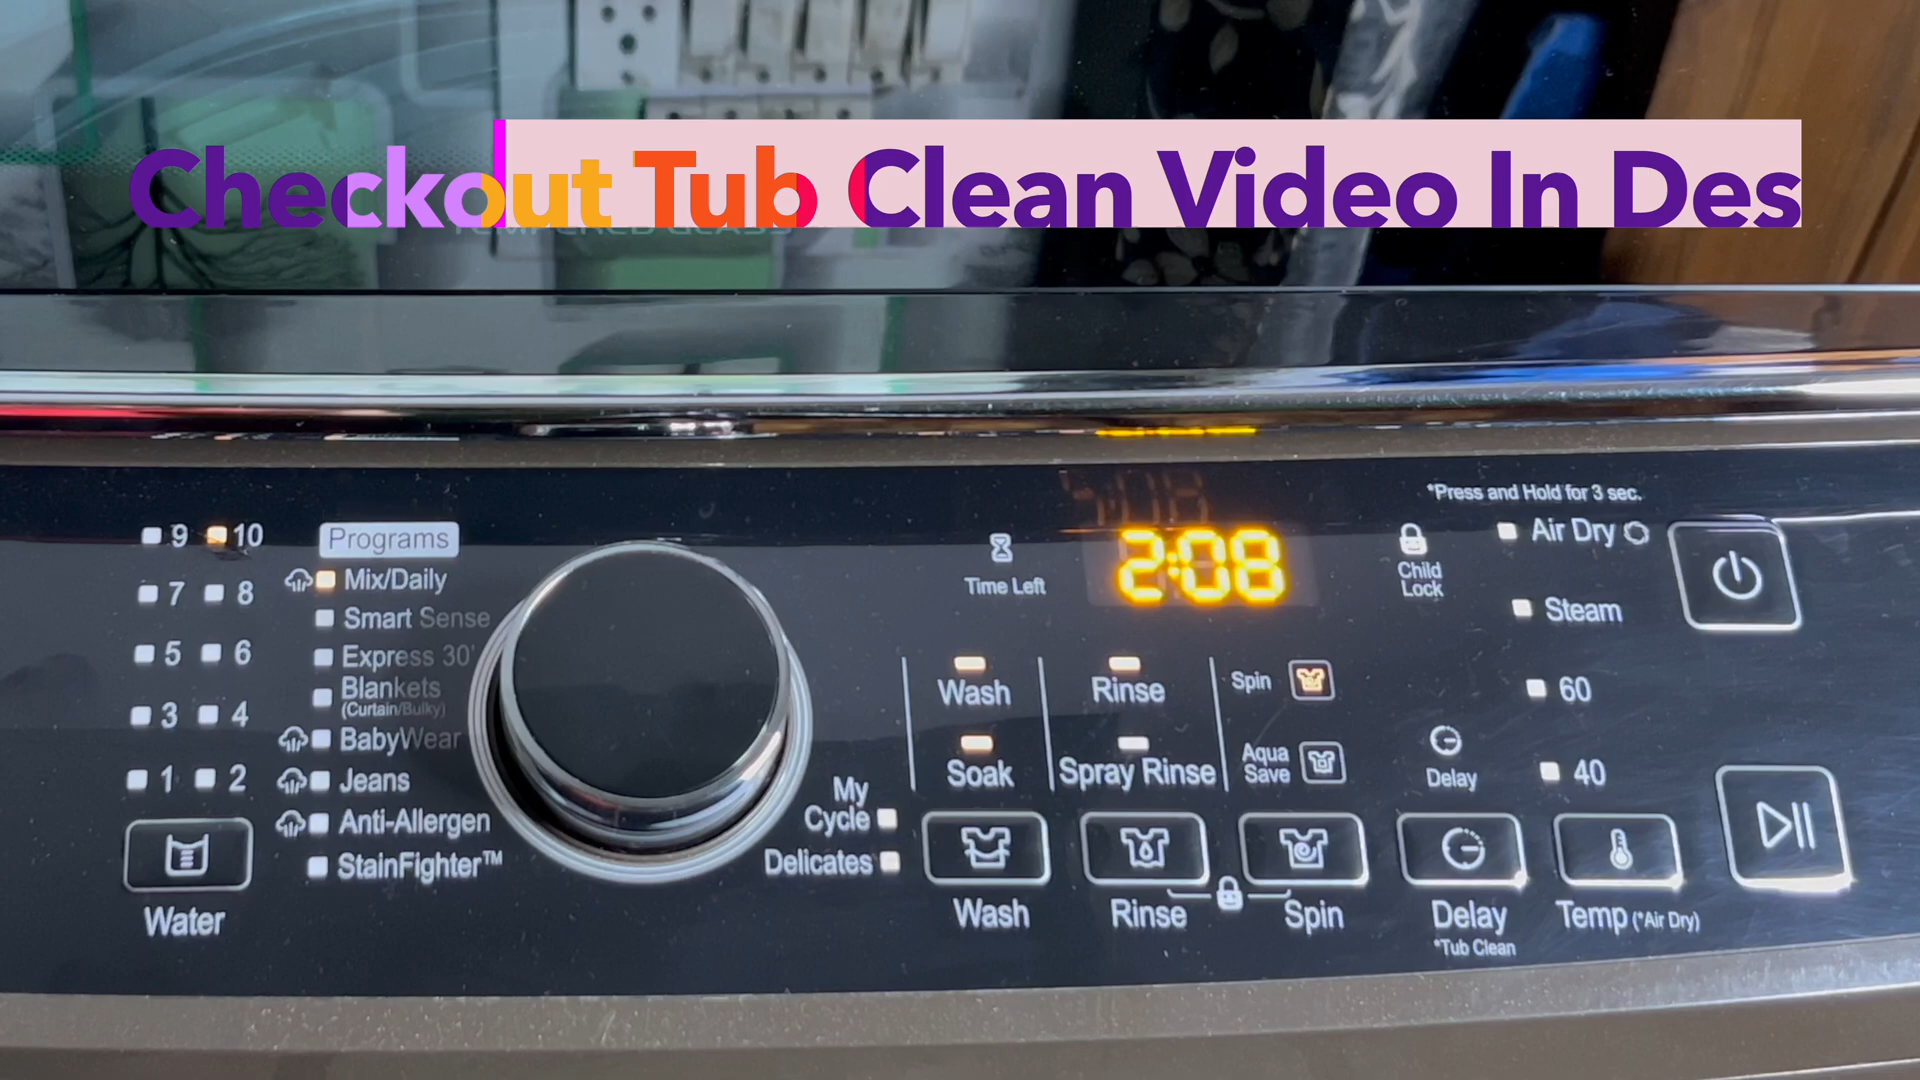 Checkout Tub Clean Video In Des
TEMPERED GLASS
*Press and Hold for 3 sec.
9 10
7 8
5 6
3 4
1 2
Water
Programs
Mix/Daily
Smart Sense
Express 30'
Blankets
(Curtain/Bulky)
BabyWear
Jeans
Anti-Allergen
StainFighter™
My
Cycle
Delicates
Time Left
2:08
Child
Lock
Air Dry
Steam
60
40
Wash
Soak
Rinse
Spray Rinse
Spin
Aqua
Save
Delay
Wash
Rinse
Spin
Delay
*Tub Clean
Temp (*Air Dry)